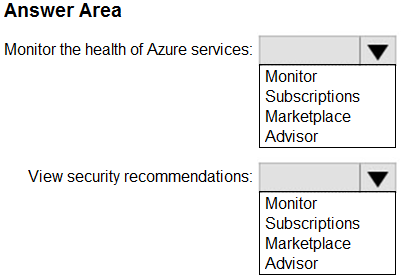 Answer Area
Monitor the health of Azure services:
Monitor
Subscriptions
Marketplace
Advisor
View security recommendations:
Monitor
Subscriptions
Marketplace
Advisor